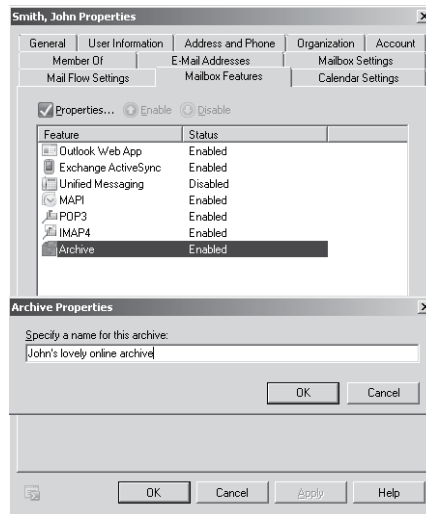 Smith, John Properties
General User Information Address and Phone Organization Account
Member Of E-Mail Addresses Mailbox Settings
Mail Flow Settings Mailbox Features Calendar Settings
Properties... Enable Disable
Feature Status
Outlook Web App Enabled
Exchange ActiveSync Enabled
Unified Messaging Disabled
MAPI Enabled
POP3 Enabled
IMAP4 Enabled
Archive Enabled
Archive Properties
Specify a name for this archive:
John's lovely online archive
OK Cancel
OK Cancel Apply Help